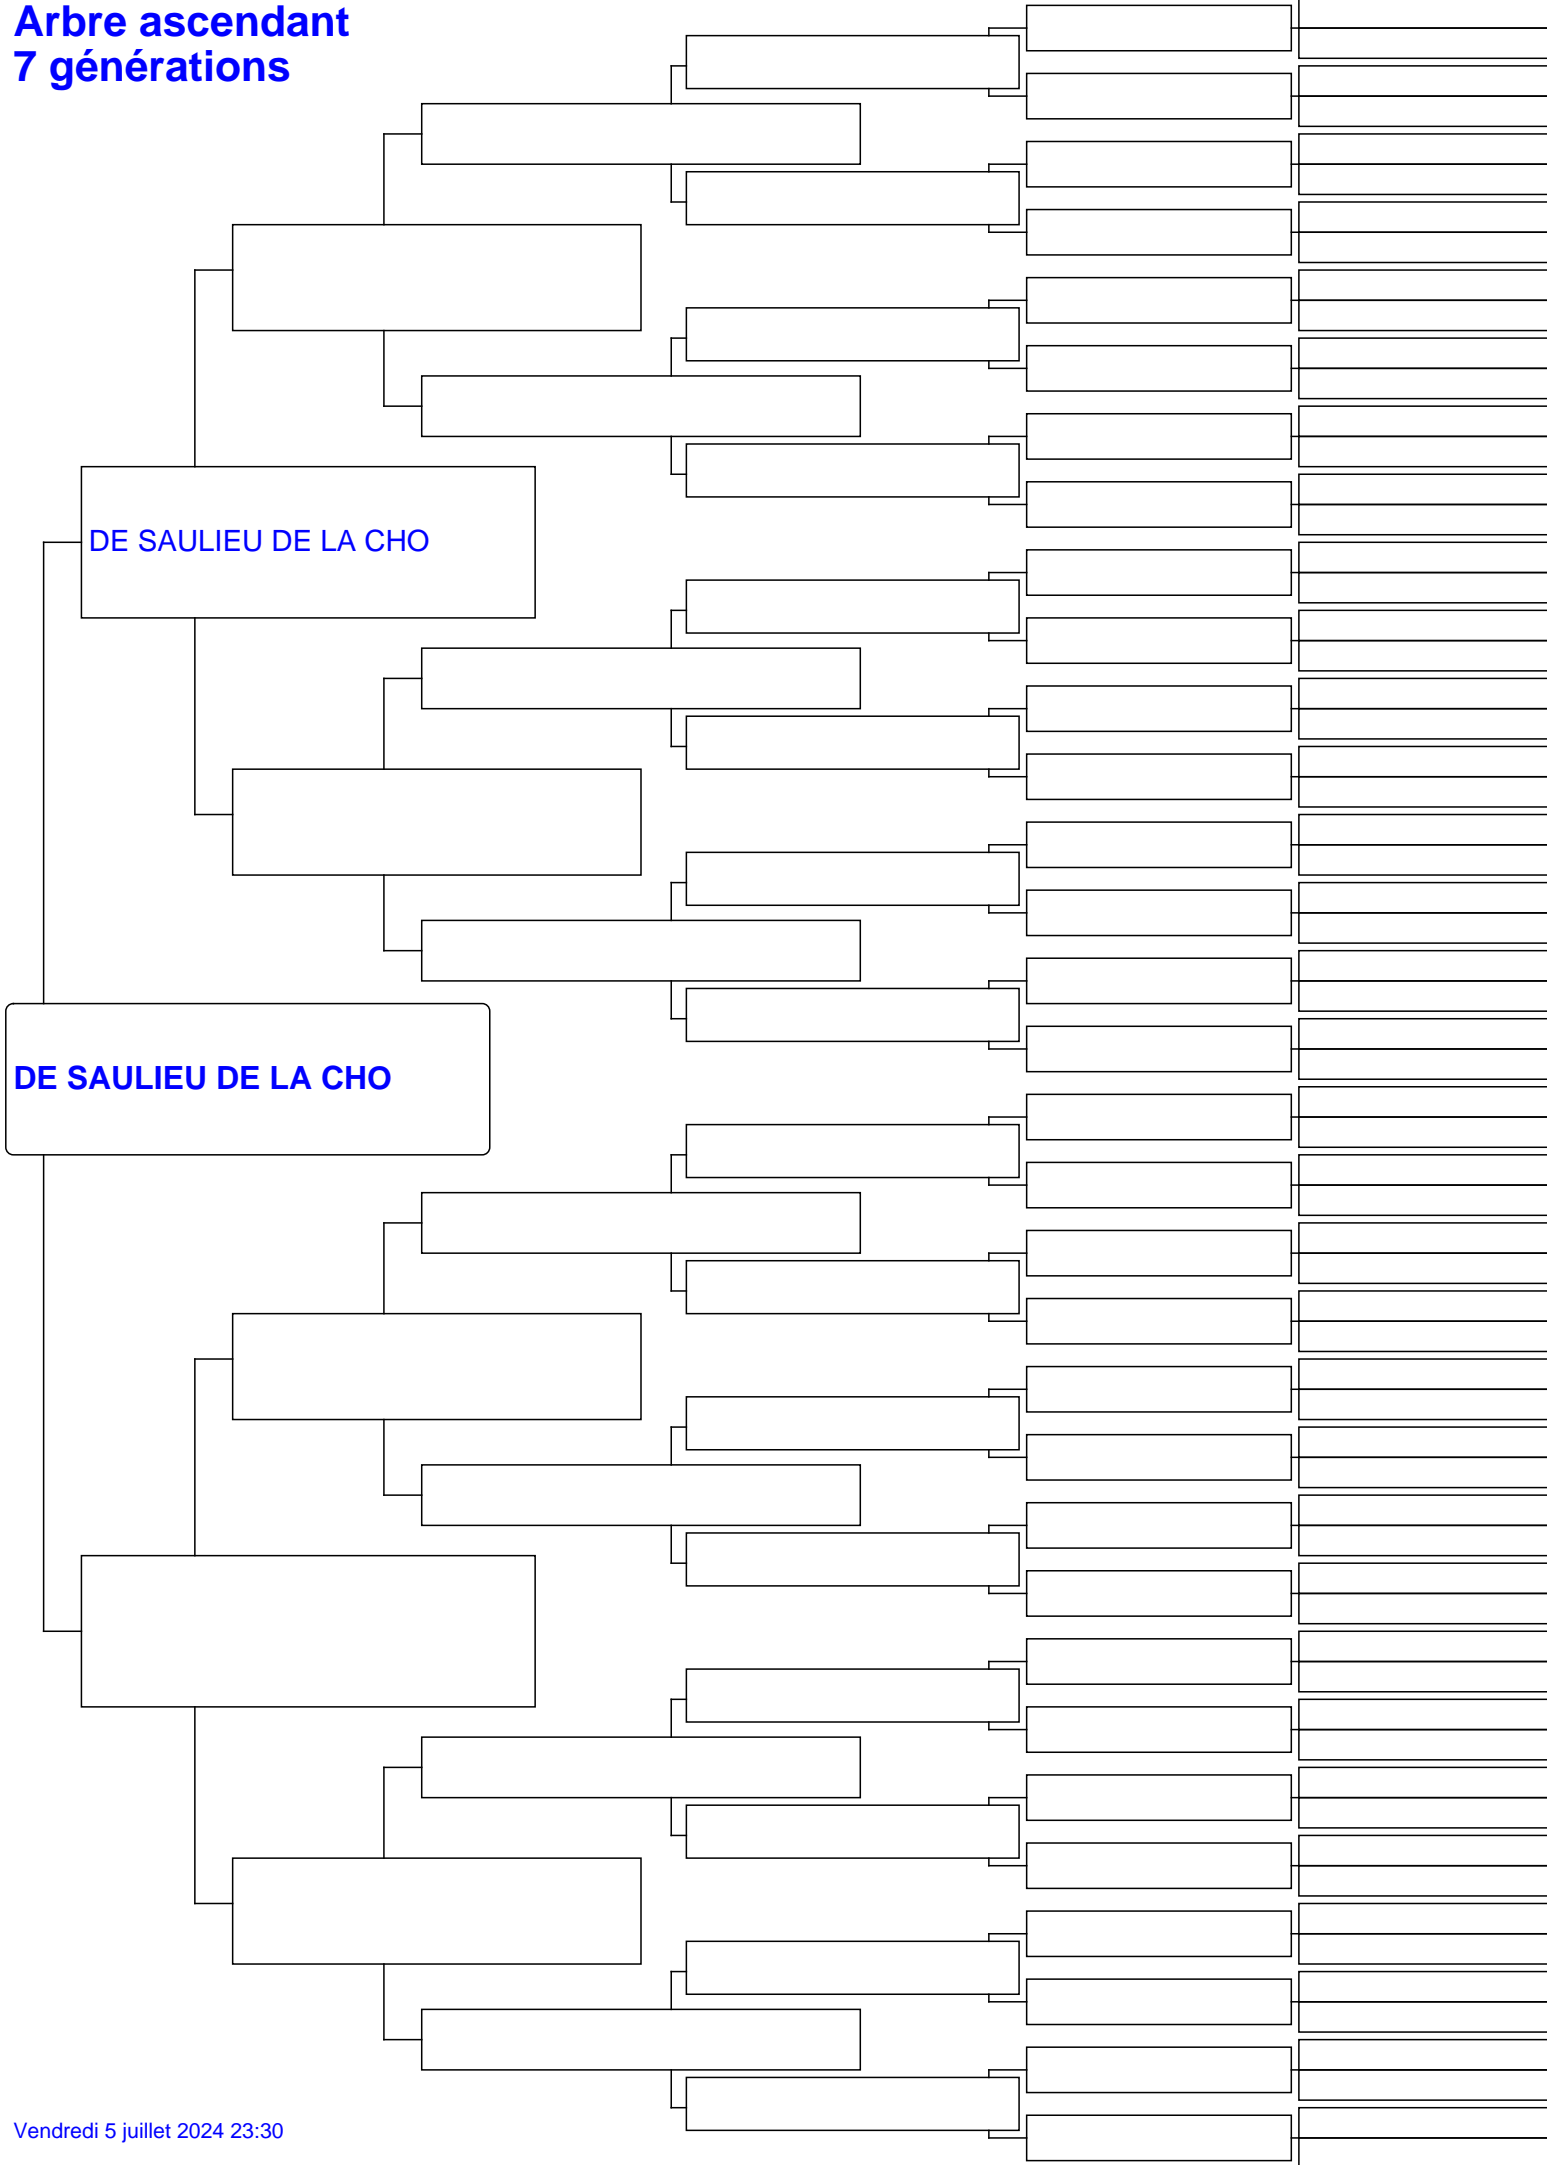 Arbre ascendant
7 générations
DE SAULIEU DE LA CHO
DE SAULIEU DE LA CHO
Vendredi 5 juillet 2024 23:30